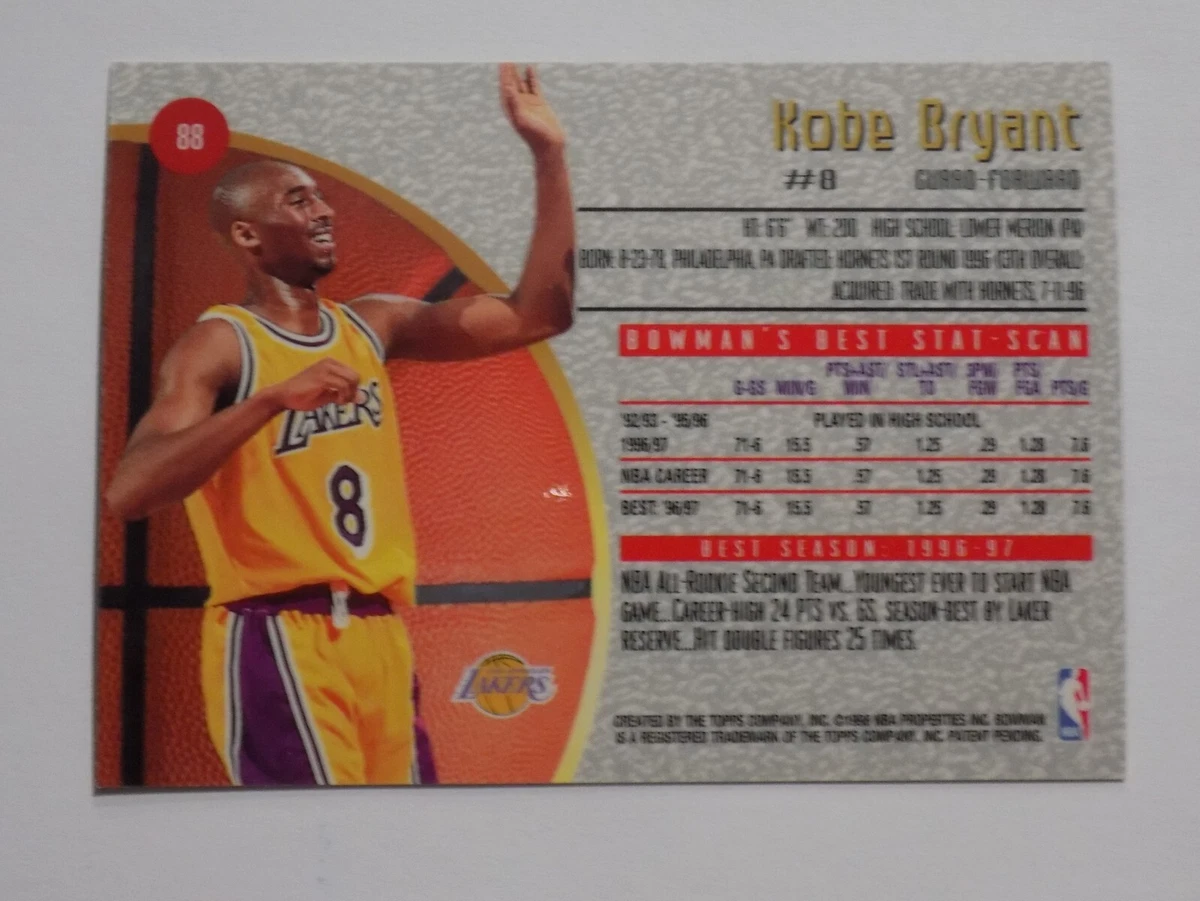 88
Kobe Bryant
#8 GUARD-FORWARD
HT: 6'6" WT: 200 HIGH SCHOOL: LOWER MERION (PA)
BORN: 8-23-78, PHILADELPHIA, PA DRAFTED: HORNETS 1ST ROUND 1996 (13TH OVERALL)
ACQUIRED: TRADE WITH HORNETS, 7-11-96
BOWMAN'S BEST STAT-SCAN
PTS+AST/ STL+AST/ 3PM/ PTS/
G-GS MIN/G MIN TO FGM FGA PTS/G
'92/93 - '95/96 PLAYED IN HIGH SCHOOL
1996/97 71-6 15.5 .57 1.25 .29 1.28 7.6
NBA CAREER 71-6 15.5 .57 1.25 .29 1.28 7.6
BEST: '96/97 71-6 15.5 .57 1.25 .29 1.28 7.6
BEST SEASON: 1996-97
NBA ALL-ROOKIE SECOND TEAM...YOUNGEST EVER TO START NBA
GAME...CAREER-HIGH 24 PTS VS. GS, SEASON-BEST BY LAKER
RESERVE...HIT DOUBLE FIGURES 25 TIMES.
LAKERS
8
LAKERS
CREATED BY THE TOPPS COMPANY, INC. ©1998 NBA PROPERTIES INC. BOWMAN
IS A REGISTERED TRADEMARK OF THE TOPPS COMPANY, INC. PATENT PENDING.